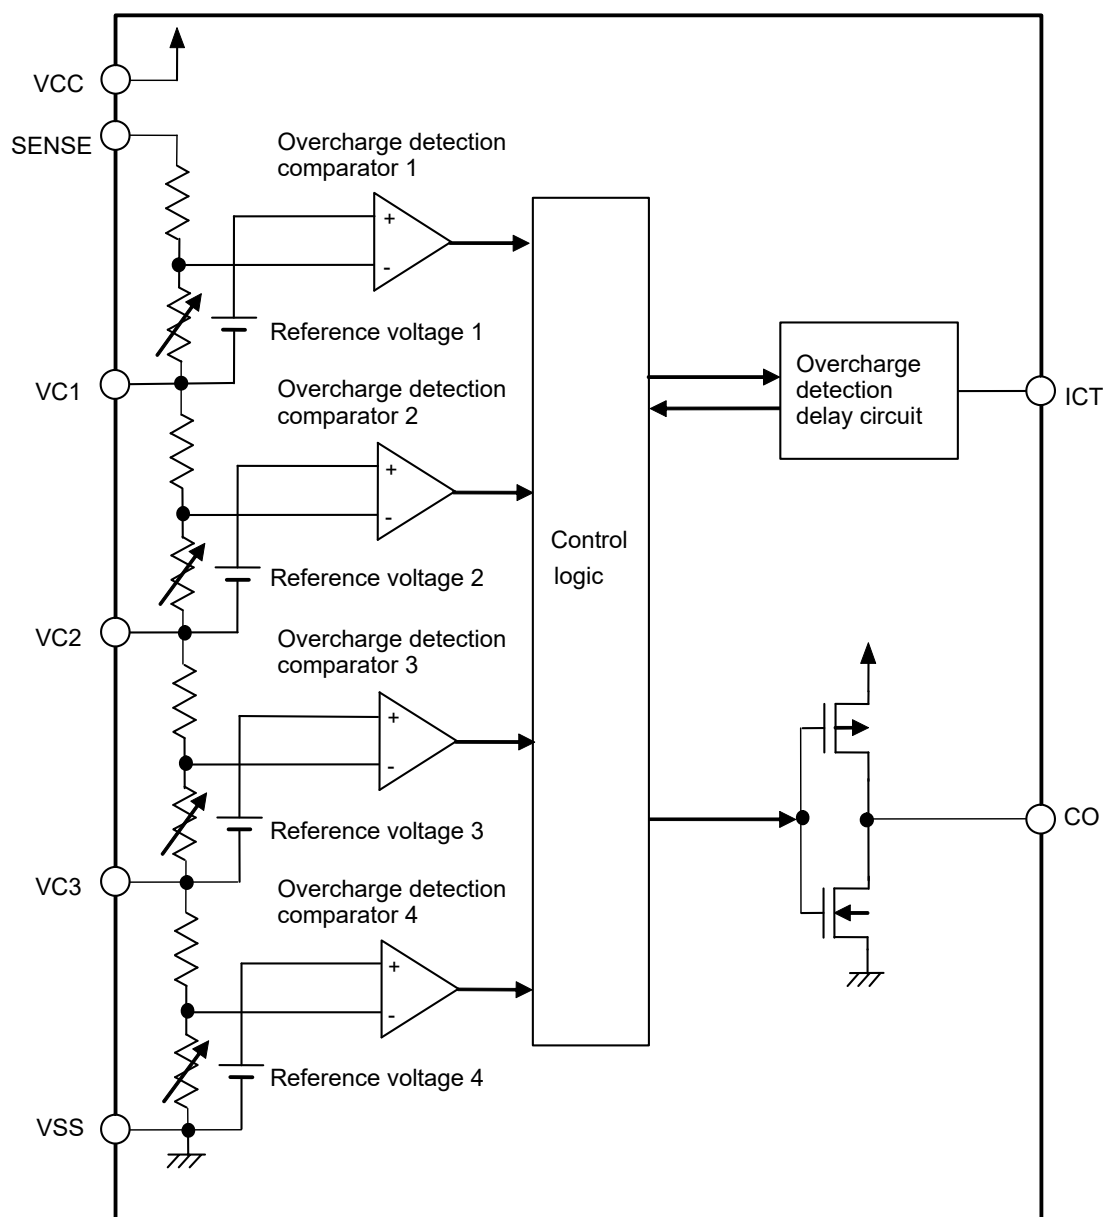 VCC
SENSE
Overcharge detection
comparator 1
+
-
Reference voltage 1
VC1
Overcharge detection
comparator 2
+
-
Reference voltage 2
VC2
Overcharge detection
comparator 3
+
-
Reference voltage 3
VC3
Overcharge detection
comparator 4
+
-
Reference voltage 4
VSS
Control
logic
Overcharge
detection
delay circuit
ICT
CO